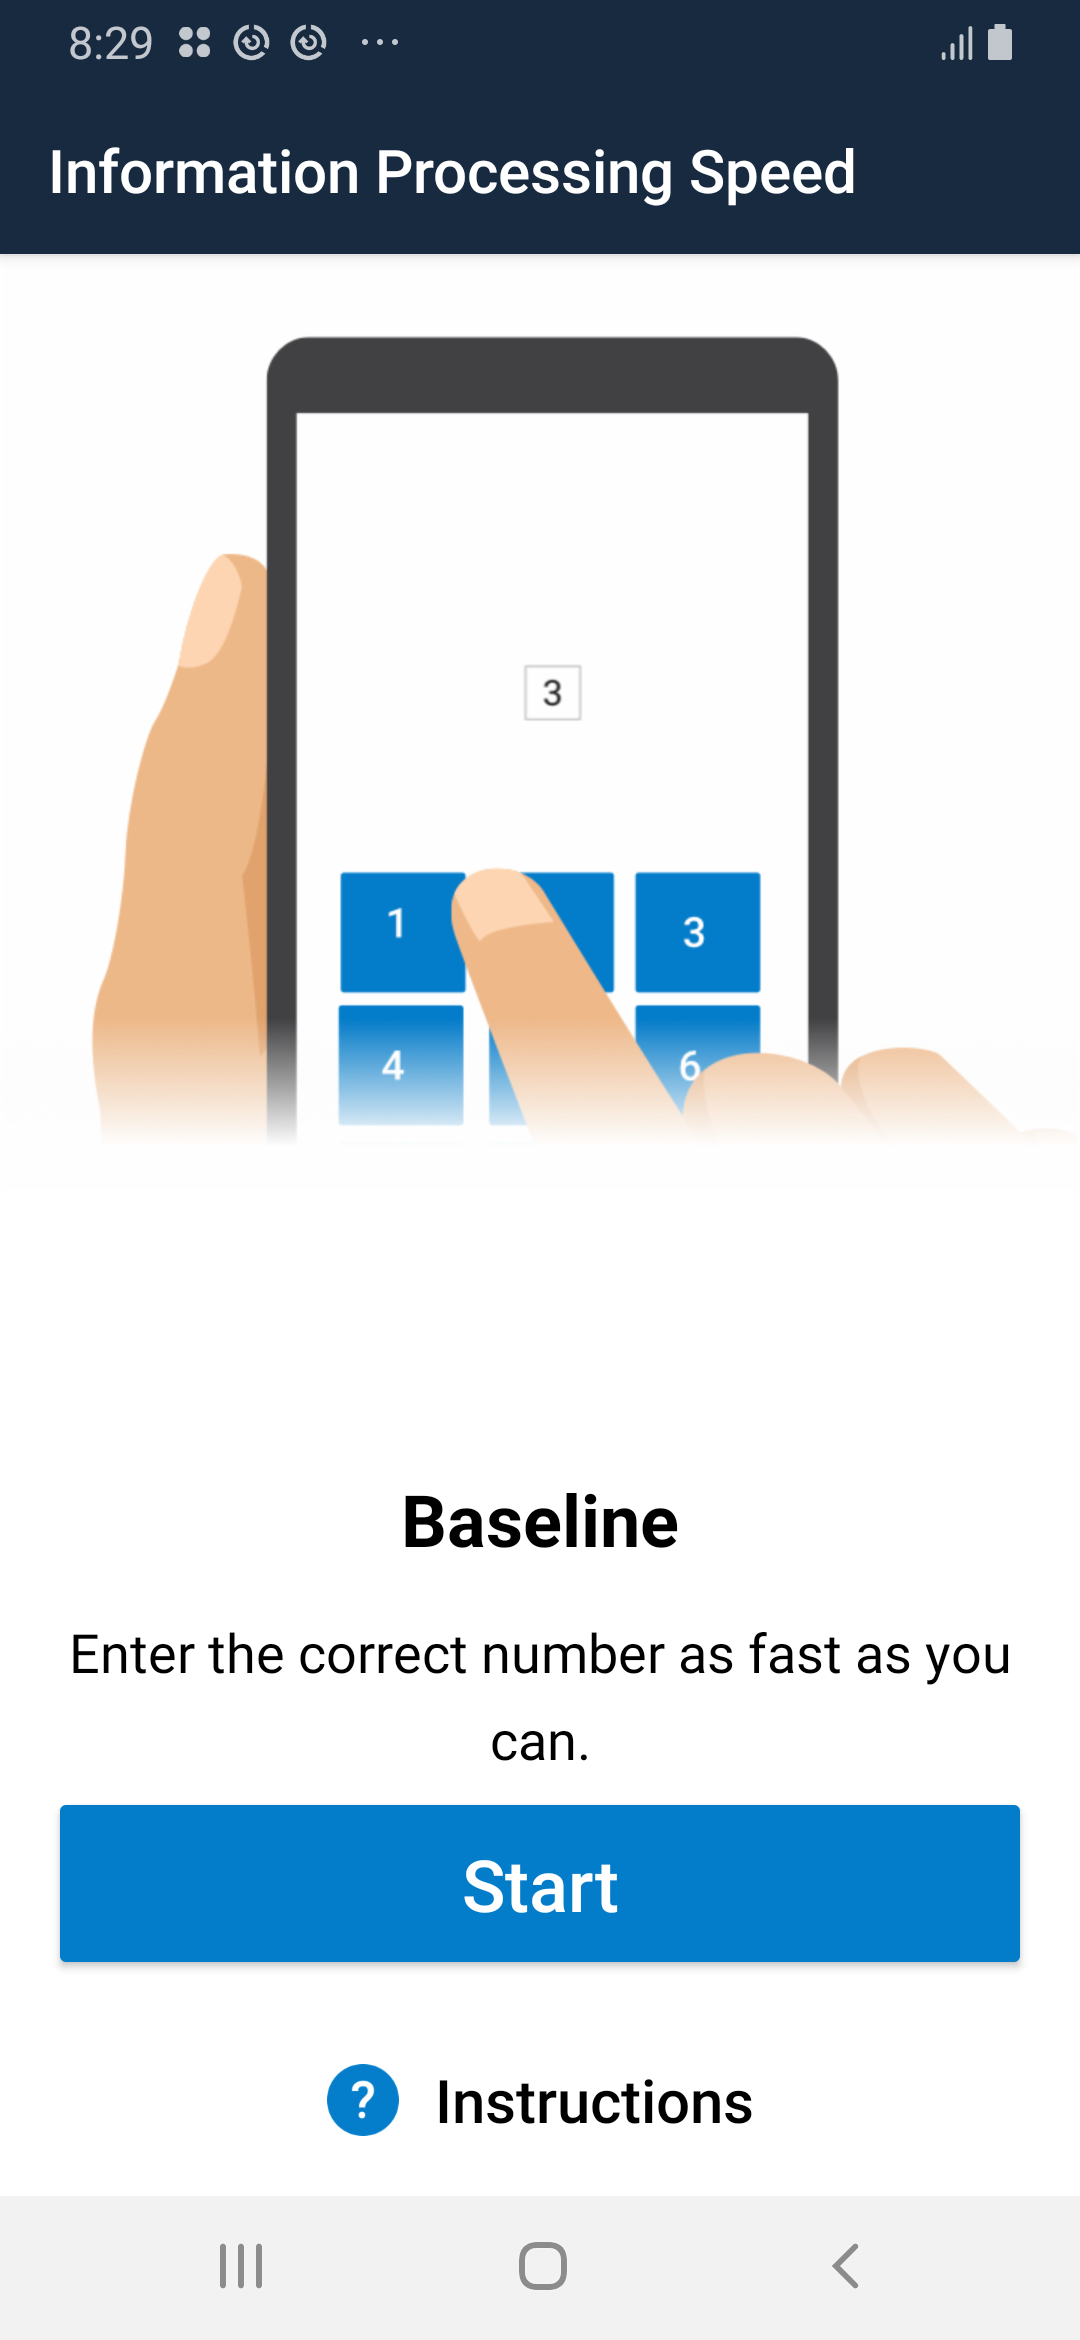 8:29
Information Processing Speed
3
1 3
4 6
Baseline
Enter the correct number as fast as you
can.
Start
? Instructions